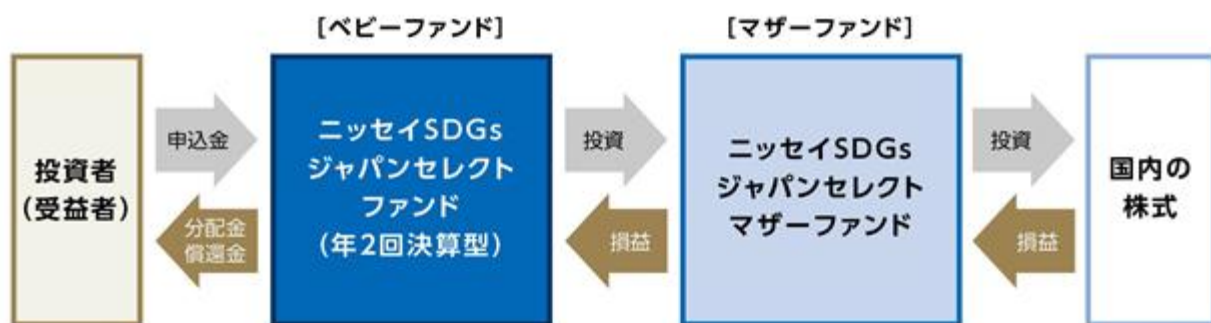 [ベビーファンド]
[マザーファンド]
投資者
(受益者)
申込金
分配金
償還金
ニッセイSDGs
ジャパンセレクト
ファンド
(年2回決算型)
投資
損益
ニッセイSDGs
ジャパンセレクト
マザーファンド
投資
損益
国内の
株式